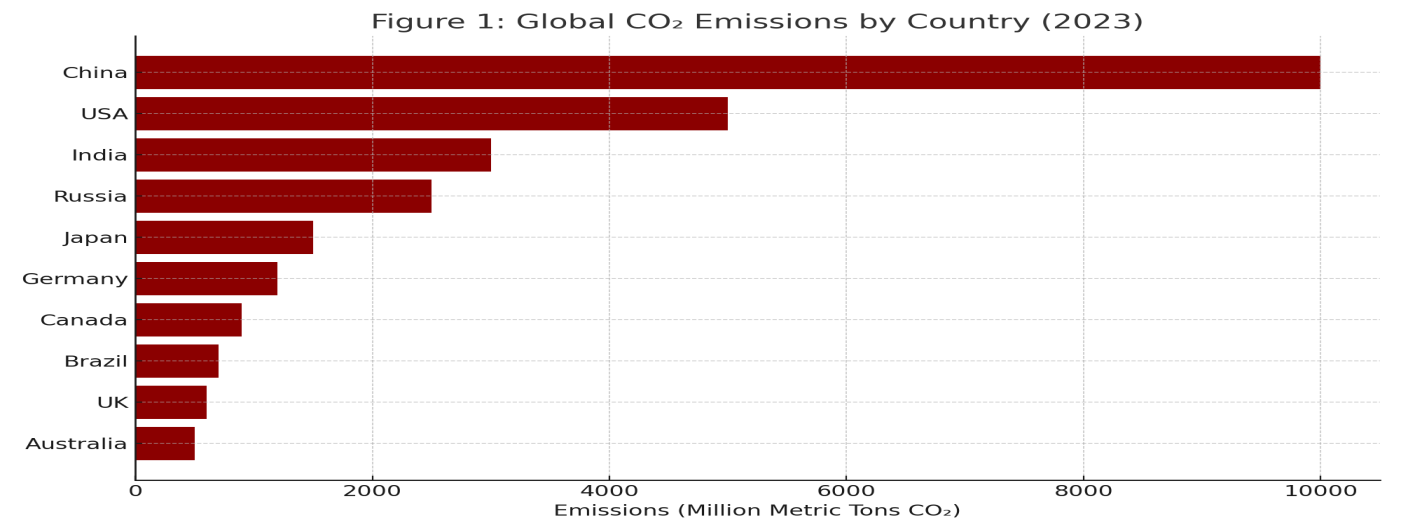 Figure 1: Global CO₂ Emissions by Country (2023)
China
USA
India
Russia
Japan
Germany
Canada
Brazil
UK
Australia
0 2000 4000 6000 8000 10000
Emissions (Million Metric Tons CO₂)